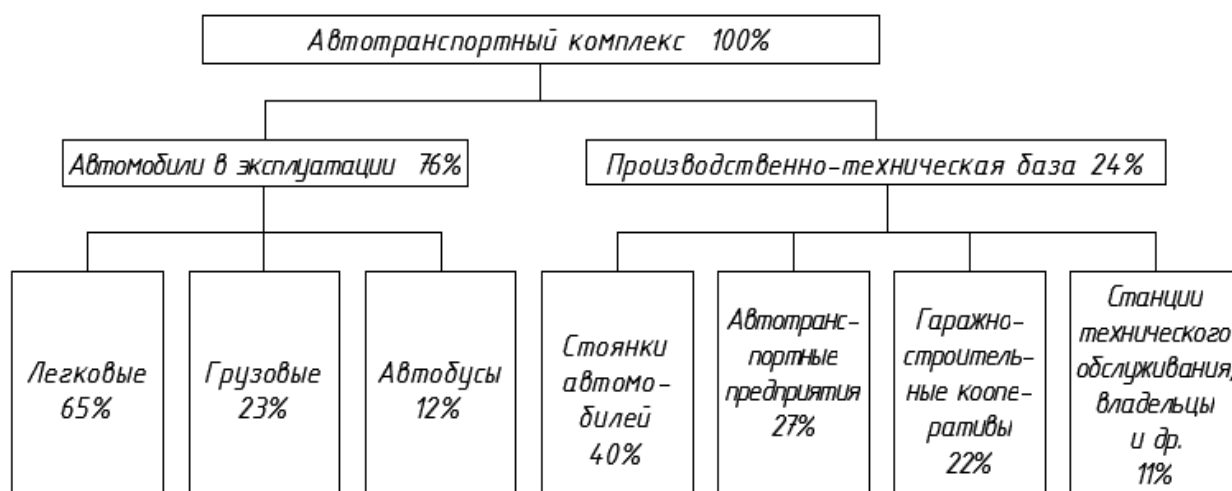 Автотранспортный комплекс 100%
Автомобили в эксплуатации 76%
Производственно-техническая база 24%
Легковые
65%
Грузовые
23%
Автобусы
12%
Стоянки
автомо-
билей
40%
Автотранс-
портные
предприятия
27%
Гаражно-
строитель-
ные коопе-
ративы
22%
Станции
технического
обслуживания,
владельцы
и др.
11%